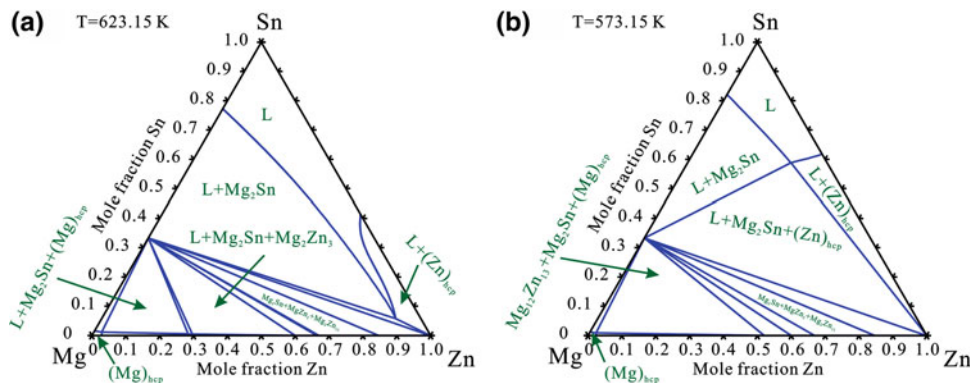 (a)
T=623.15 K
Sn
1.0
0.9
0.8
0.7
0.6
0.5
0.4
0.3
0.2
0.1
0
Mole fraction Sn
L
L+Mg₂Sn
L+Mg₂Sn+Mg₂Zn₃
L+(Zn)hcp
L+Mg₂Sn+(Mg)hcp
Mg
0 0.1 0.2 0.3 0.4 0.5 0.6 0.7 0.8 0.9 1.0
Zn
(Mg)hcp
Mole fraction Zn
(b)
T=573.15 K
Sn
1.0
0.9
0.8
0.7
0.6
0.5
0.4
0.3
0.2
0.1
0
Mole fraction Sn
L
L+Mg₂Sn
L+(Zn)hcp
L+Mg₂Sn+(Zn)hcp
Mg₁₂Zn₁₃+Mg₂Sn+(Mg)hcp
Mg
0 0.1 0.2 0.3 0.4 0.5 0.6 0.7 0.8 0.9 1.0
Zn
(Mg)hcp
Mole fraction Zn